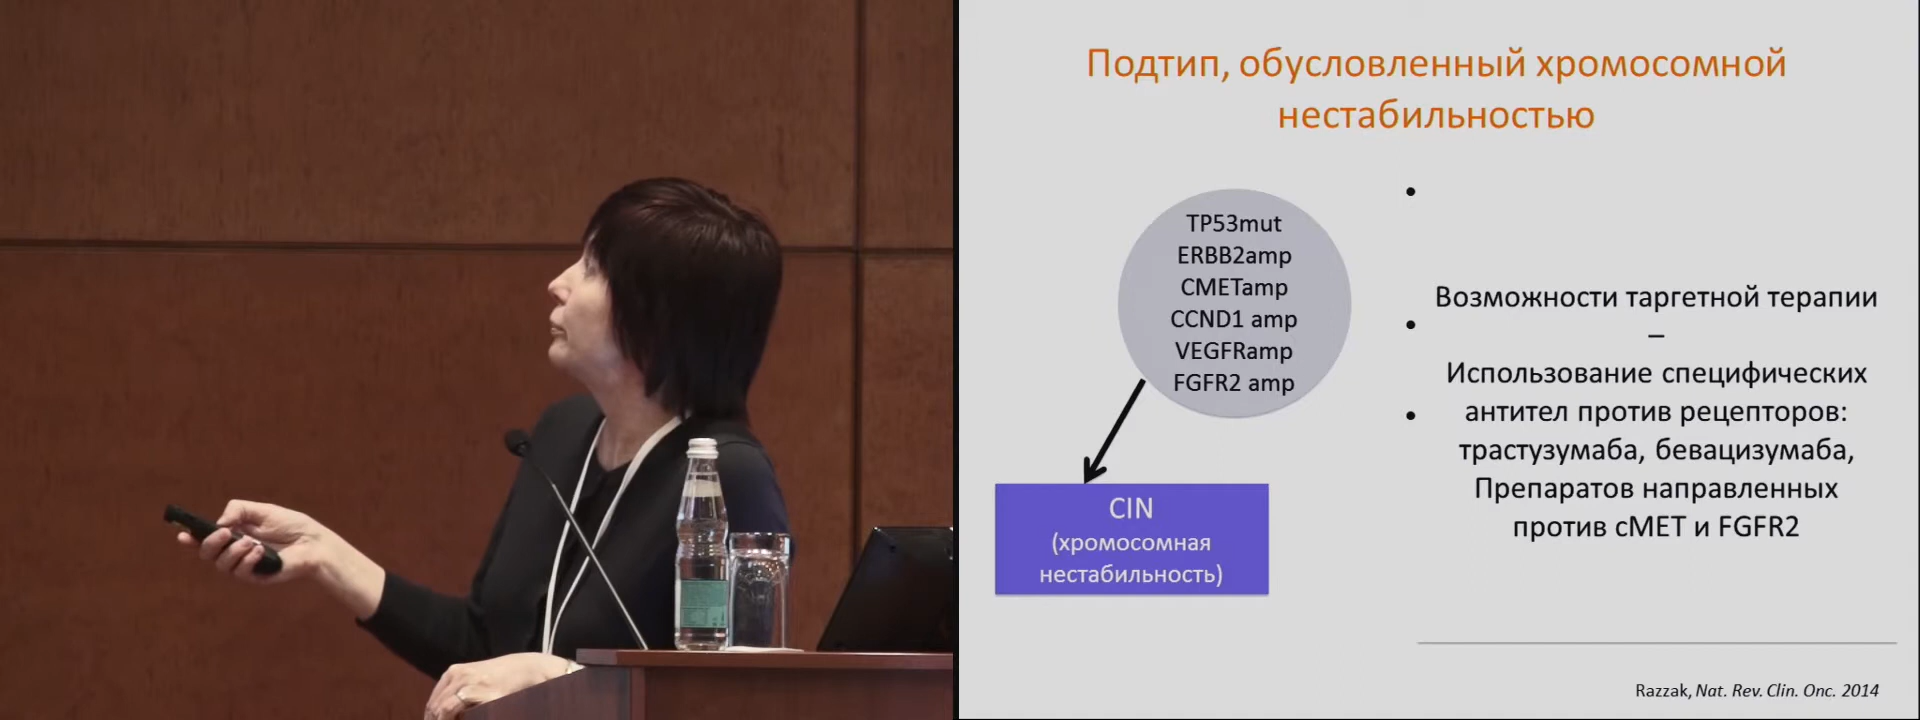 Подтип, обусловленный хромосомной
нестабильностью
TP53mut
ERBB2amp
CMETamp
CCND1 amp
VEGFRamp
FGFR2 amp
CIN
(хромосомная
нестабильность)
Возможности таргетной терапии
–
Использование специфических
антител против рецепторов:
трастузумаба, бевацизумаба,
Препаратов направленных
против cMET и FGFR2
Razzak, Nat. Rev. Clin. Onc. 2014